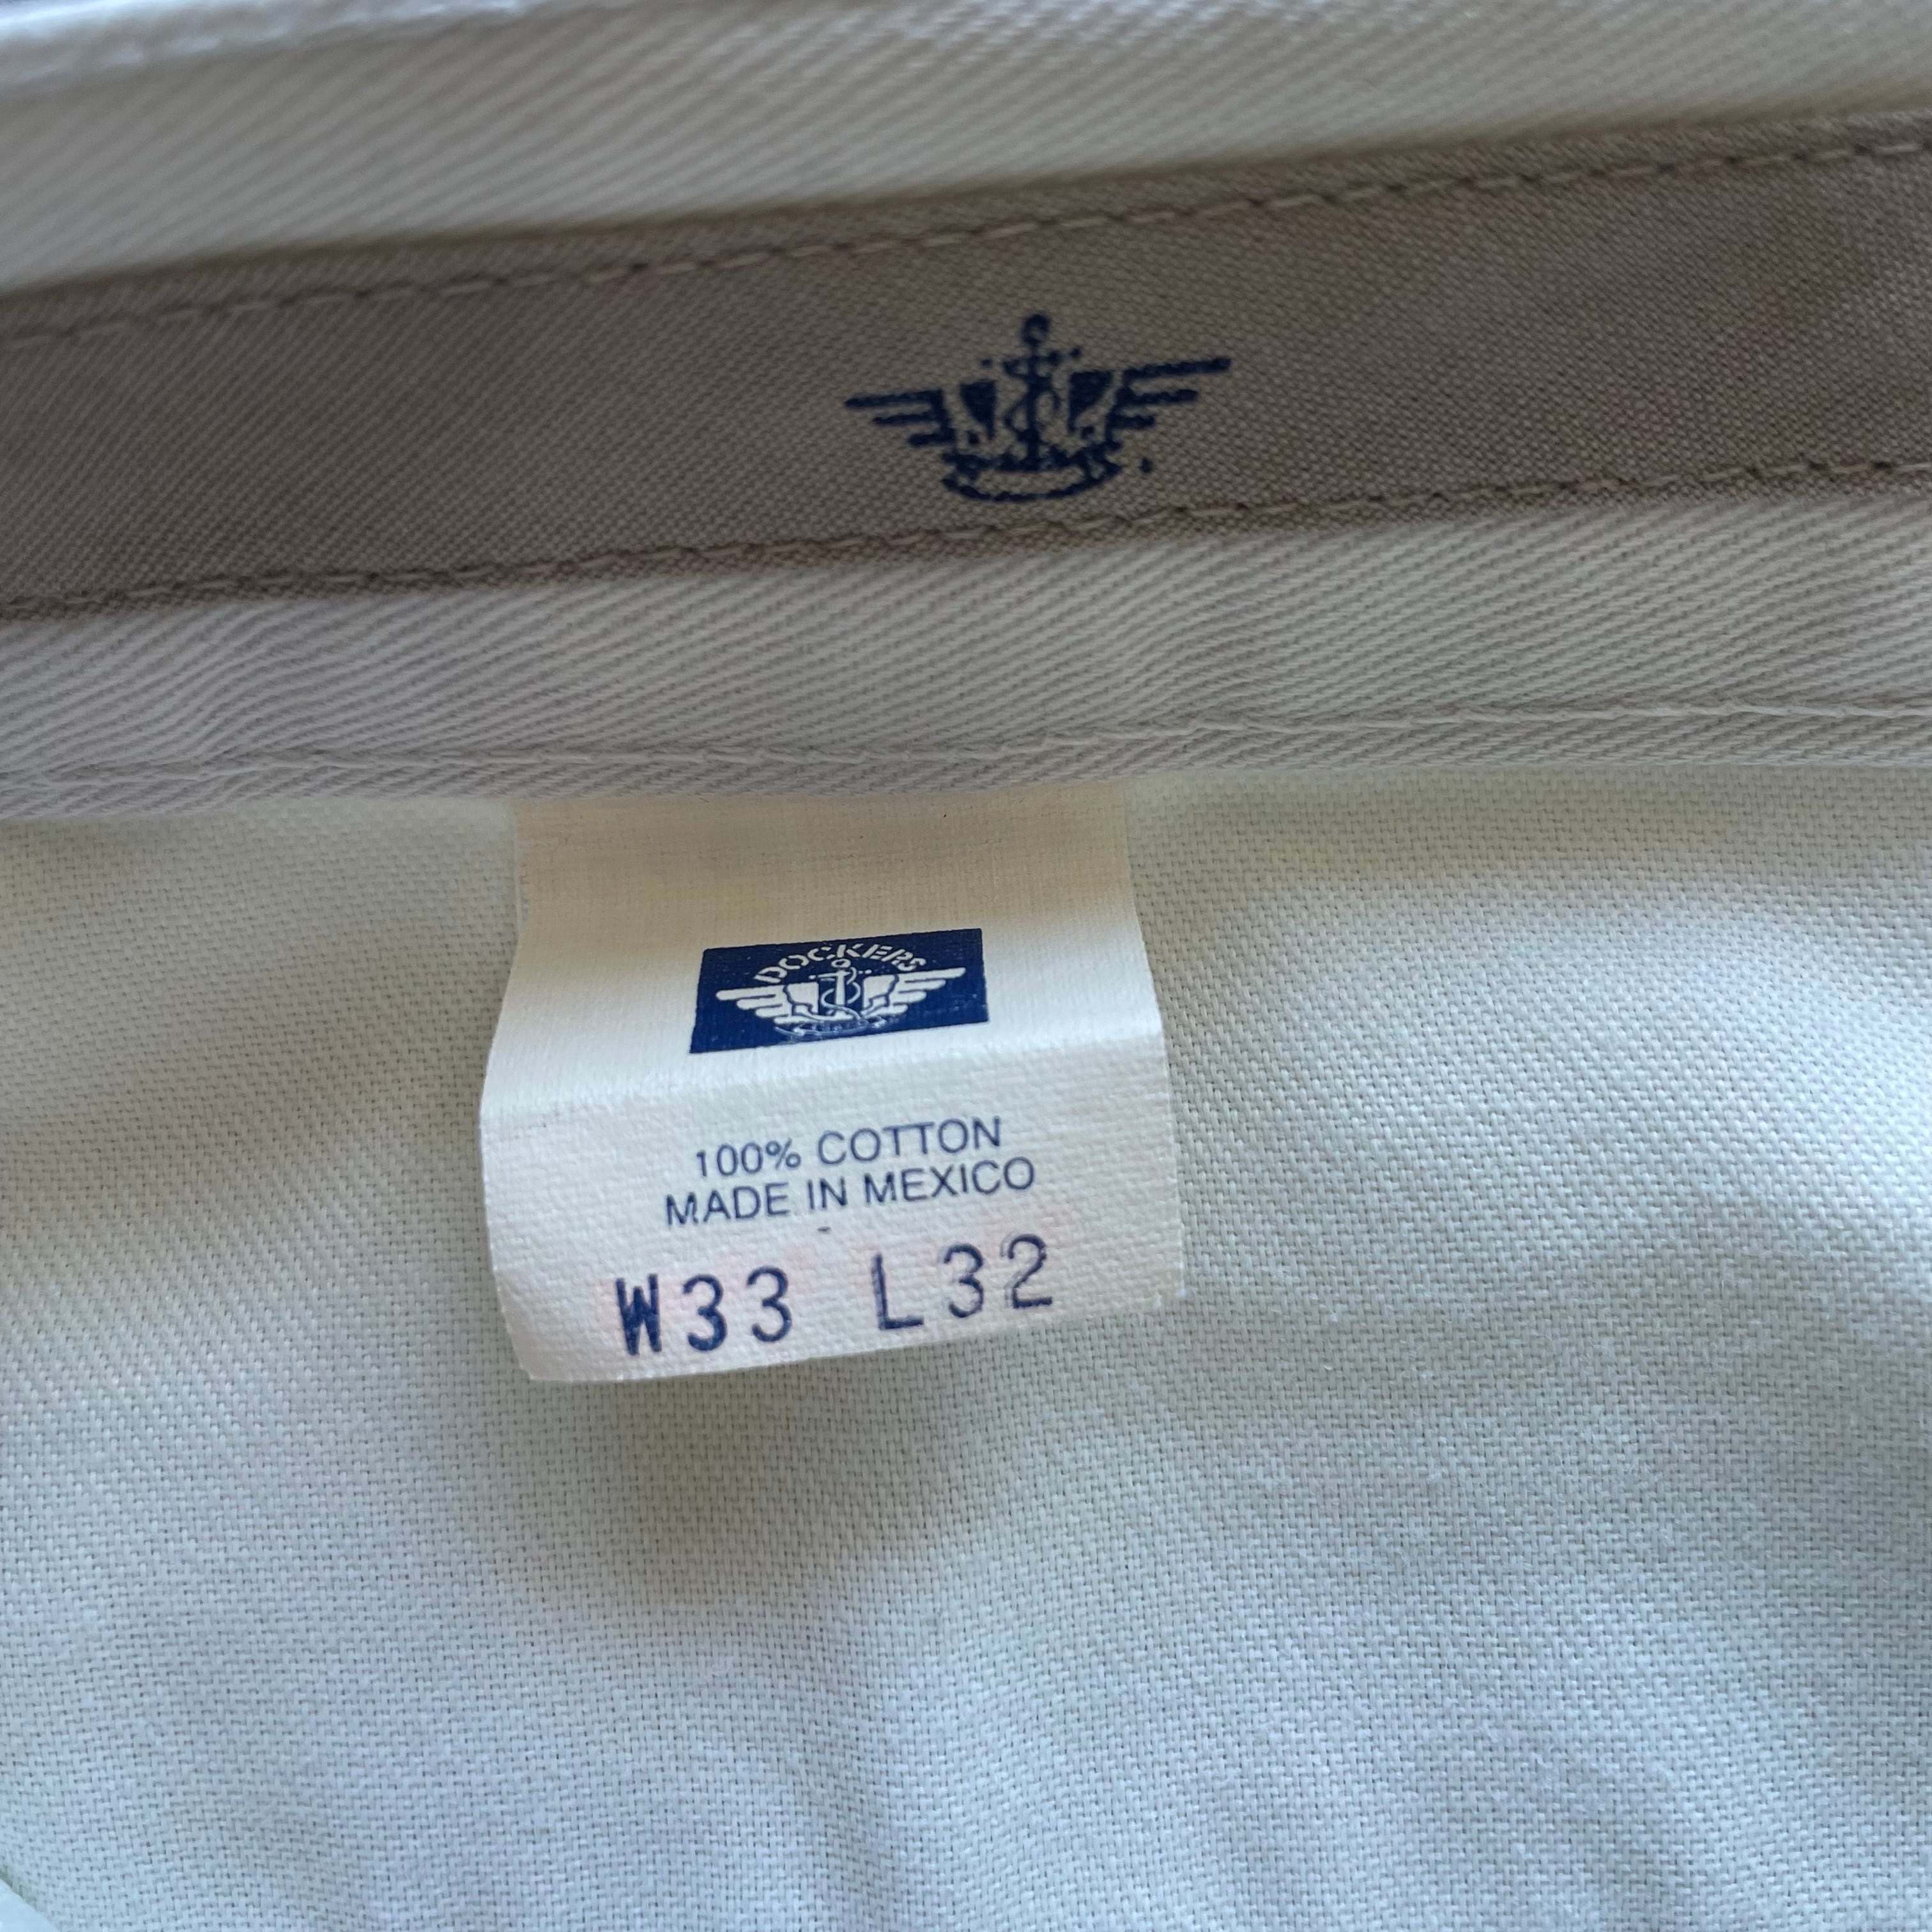 DOCKERS
100% COTTON
MADE IN MEXICO
W33 L32